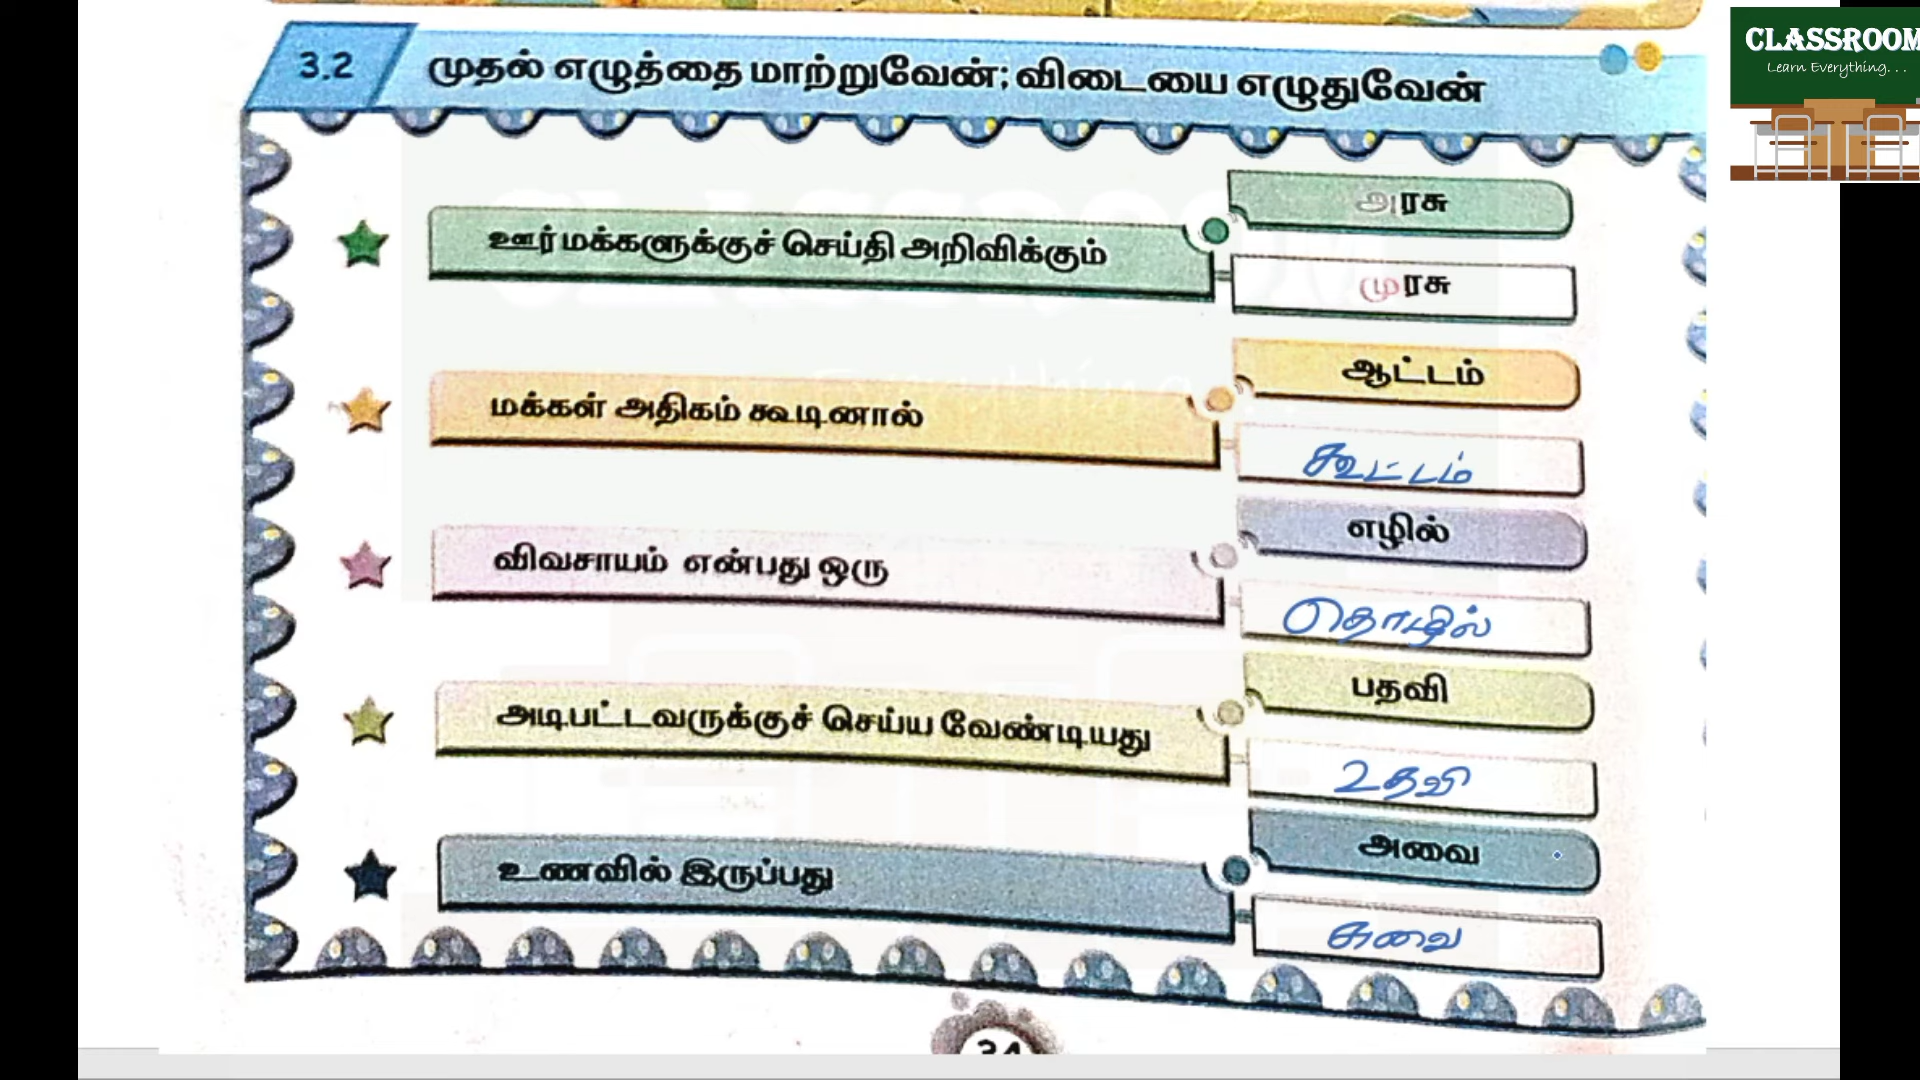 3.2 முதல் எழுத்தை மாற்றுவேன்; விடையை எழுதுவேன்
CLASSROOM
Learn Everything. . .
ஊர் மக்களுக்குச் செய்தி அறிவிக்கும்
அரசு
முரசு
மக்கள் அதிகம் கூடினால்
ஆட்டம்
கூட்டம்
விவசாயம் என்பது ஒரு
எழில்
தொழில்
அடிபட்டவருக்குச் செய்ய வேண்டியது
பதவி
உதவி
உணவில் இருப்பது
அவை
சுவை